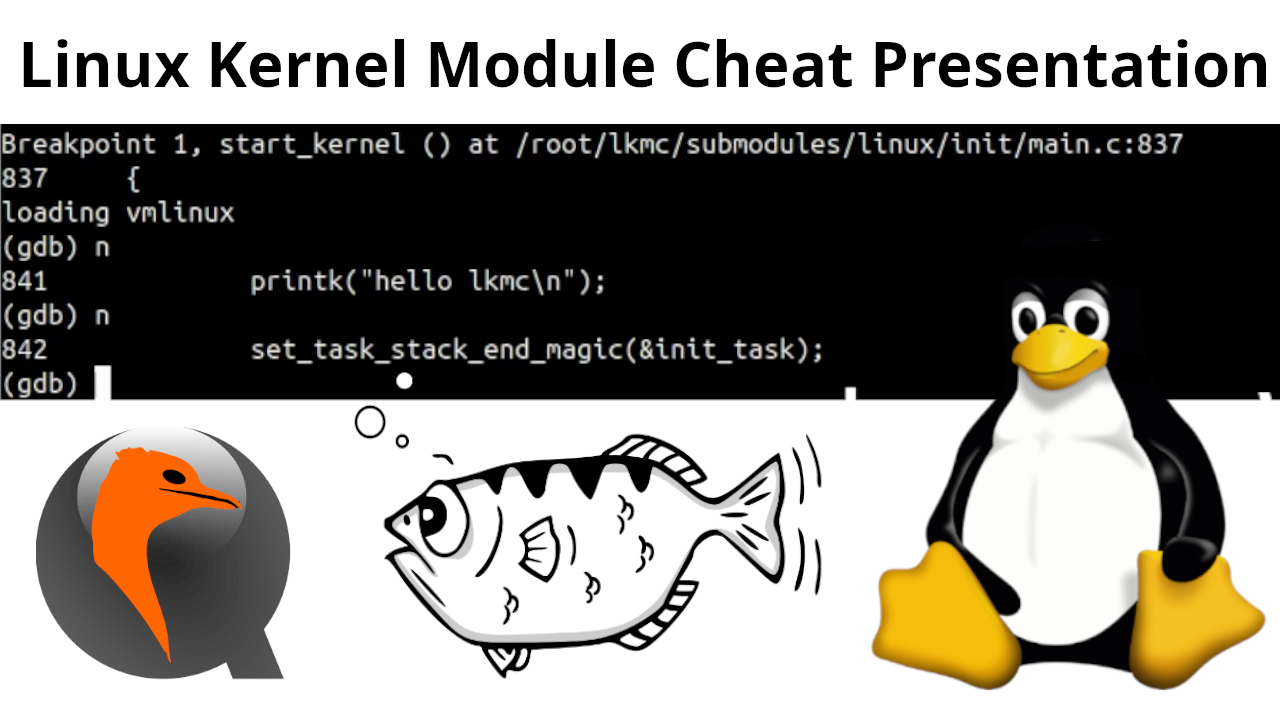 Linux Kernel Module Cheat Presentation
Breakpoint 1, start_kernel () at /root/lkmc/submodules/linux/init/main.c:837
837     {
loading vmlinux
(gdb) n
841             printk("hello lkmc\n");
(gdb) n
842             set_task_stack_end_magic(&init_task);
(gdb)